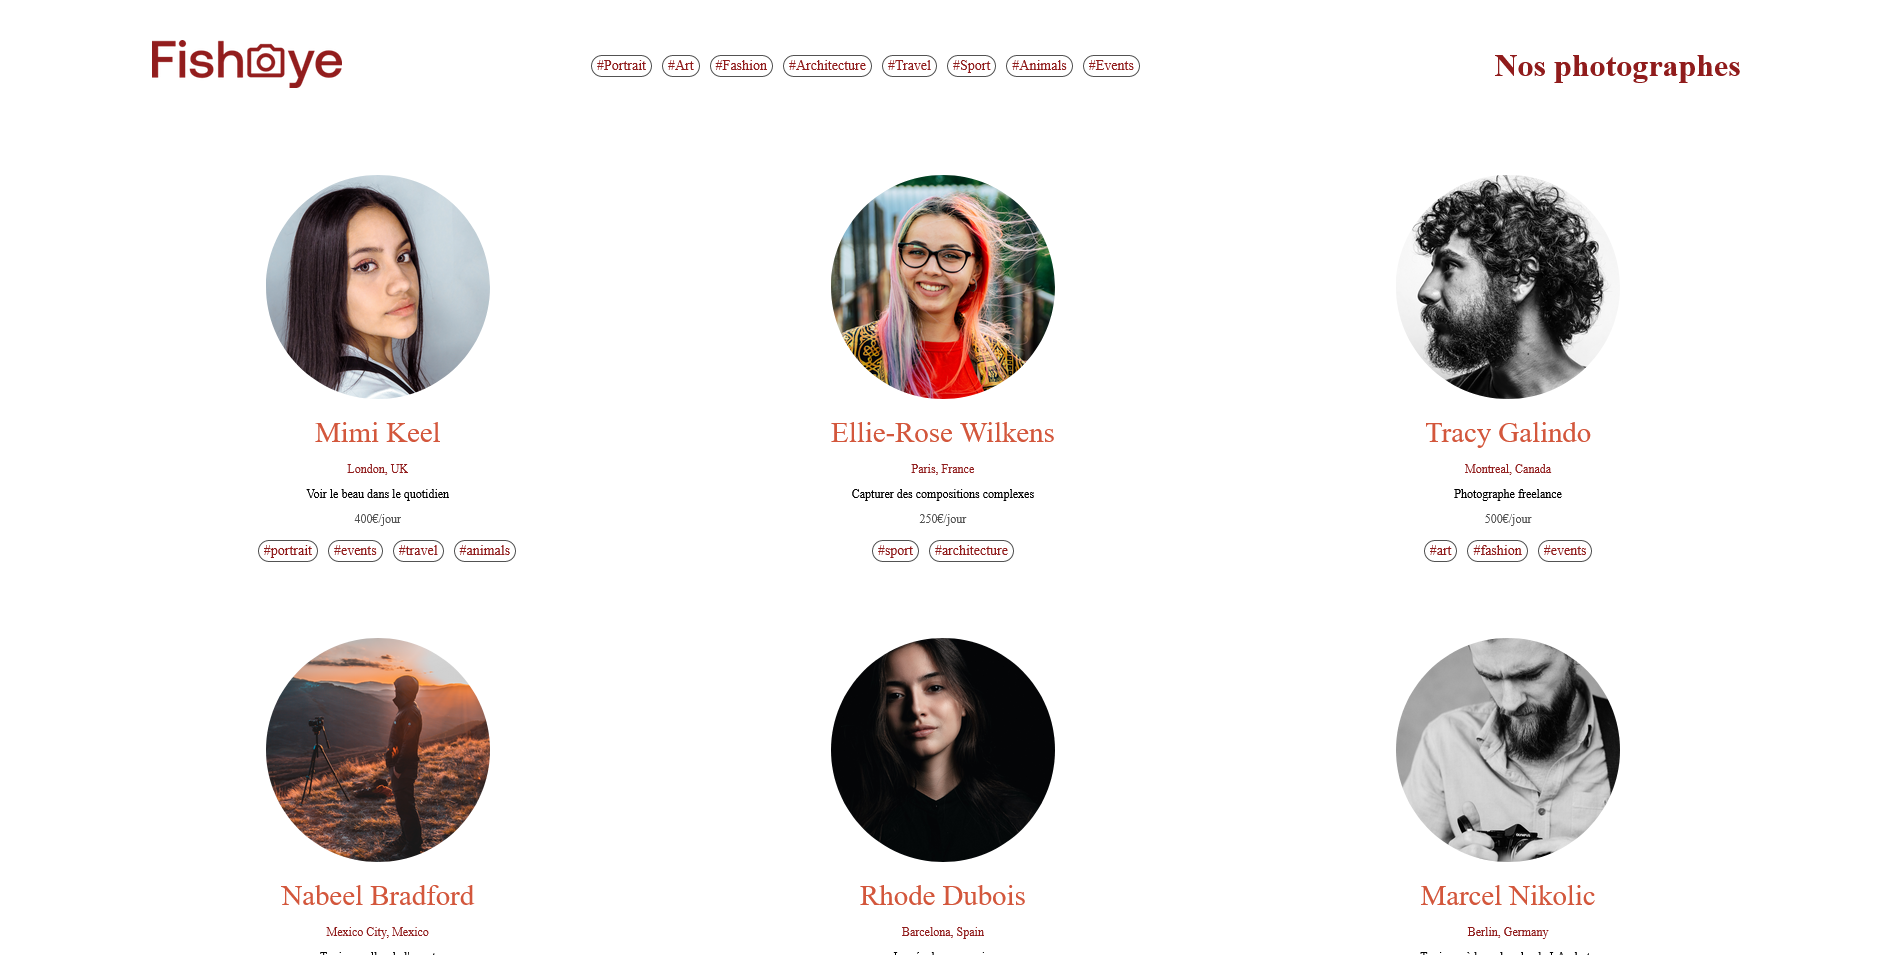 Fisheye
#Portrait #Art #Fashion #Architecture #Travel #Sport #Animals #Events
Nos photographes
Mimi Keel
London, UK
Voir le beau dans le quotidien
400€/jour
#portrait #events #travel #animals
Ellie-Rose Wilkens
Paris, France
Capturer des compositions complexes
250€/jour
#sport #architecture
Tracy Galindo
Montreal, Canada
Photographe freelance
500€/jour
#art #fashion #events
Nabeel Bradford
Mexico City, Mexico
Rhode Dubois
Barcelona, Spain
Marcel Nikolic
Berlin, Germany